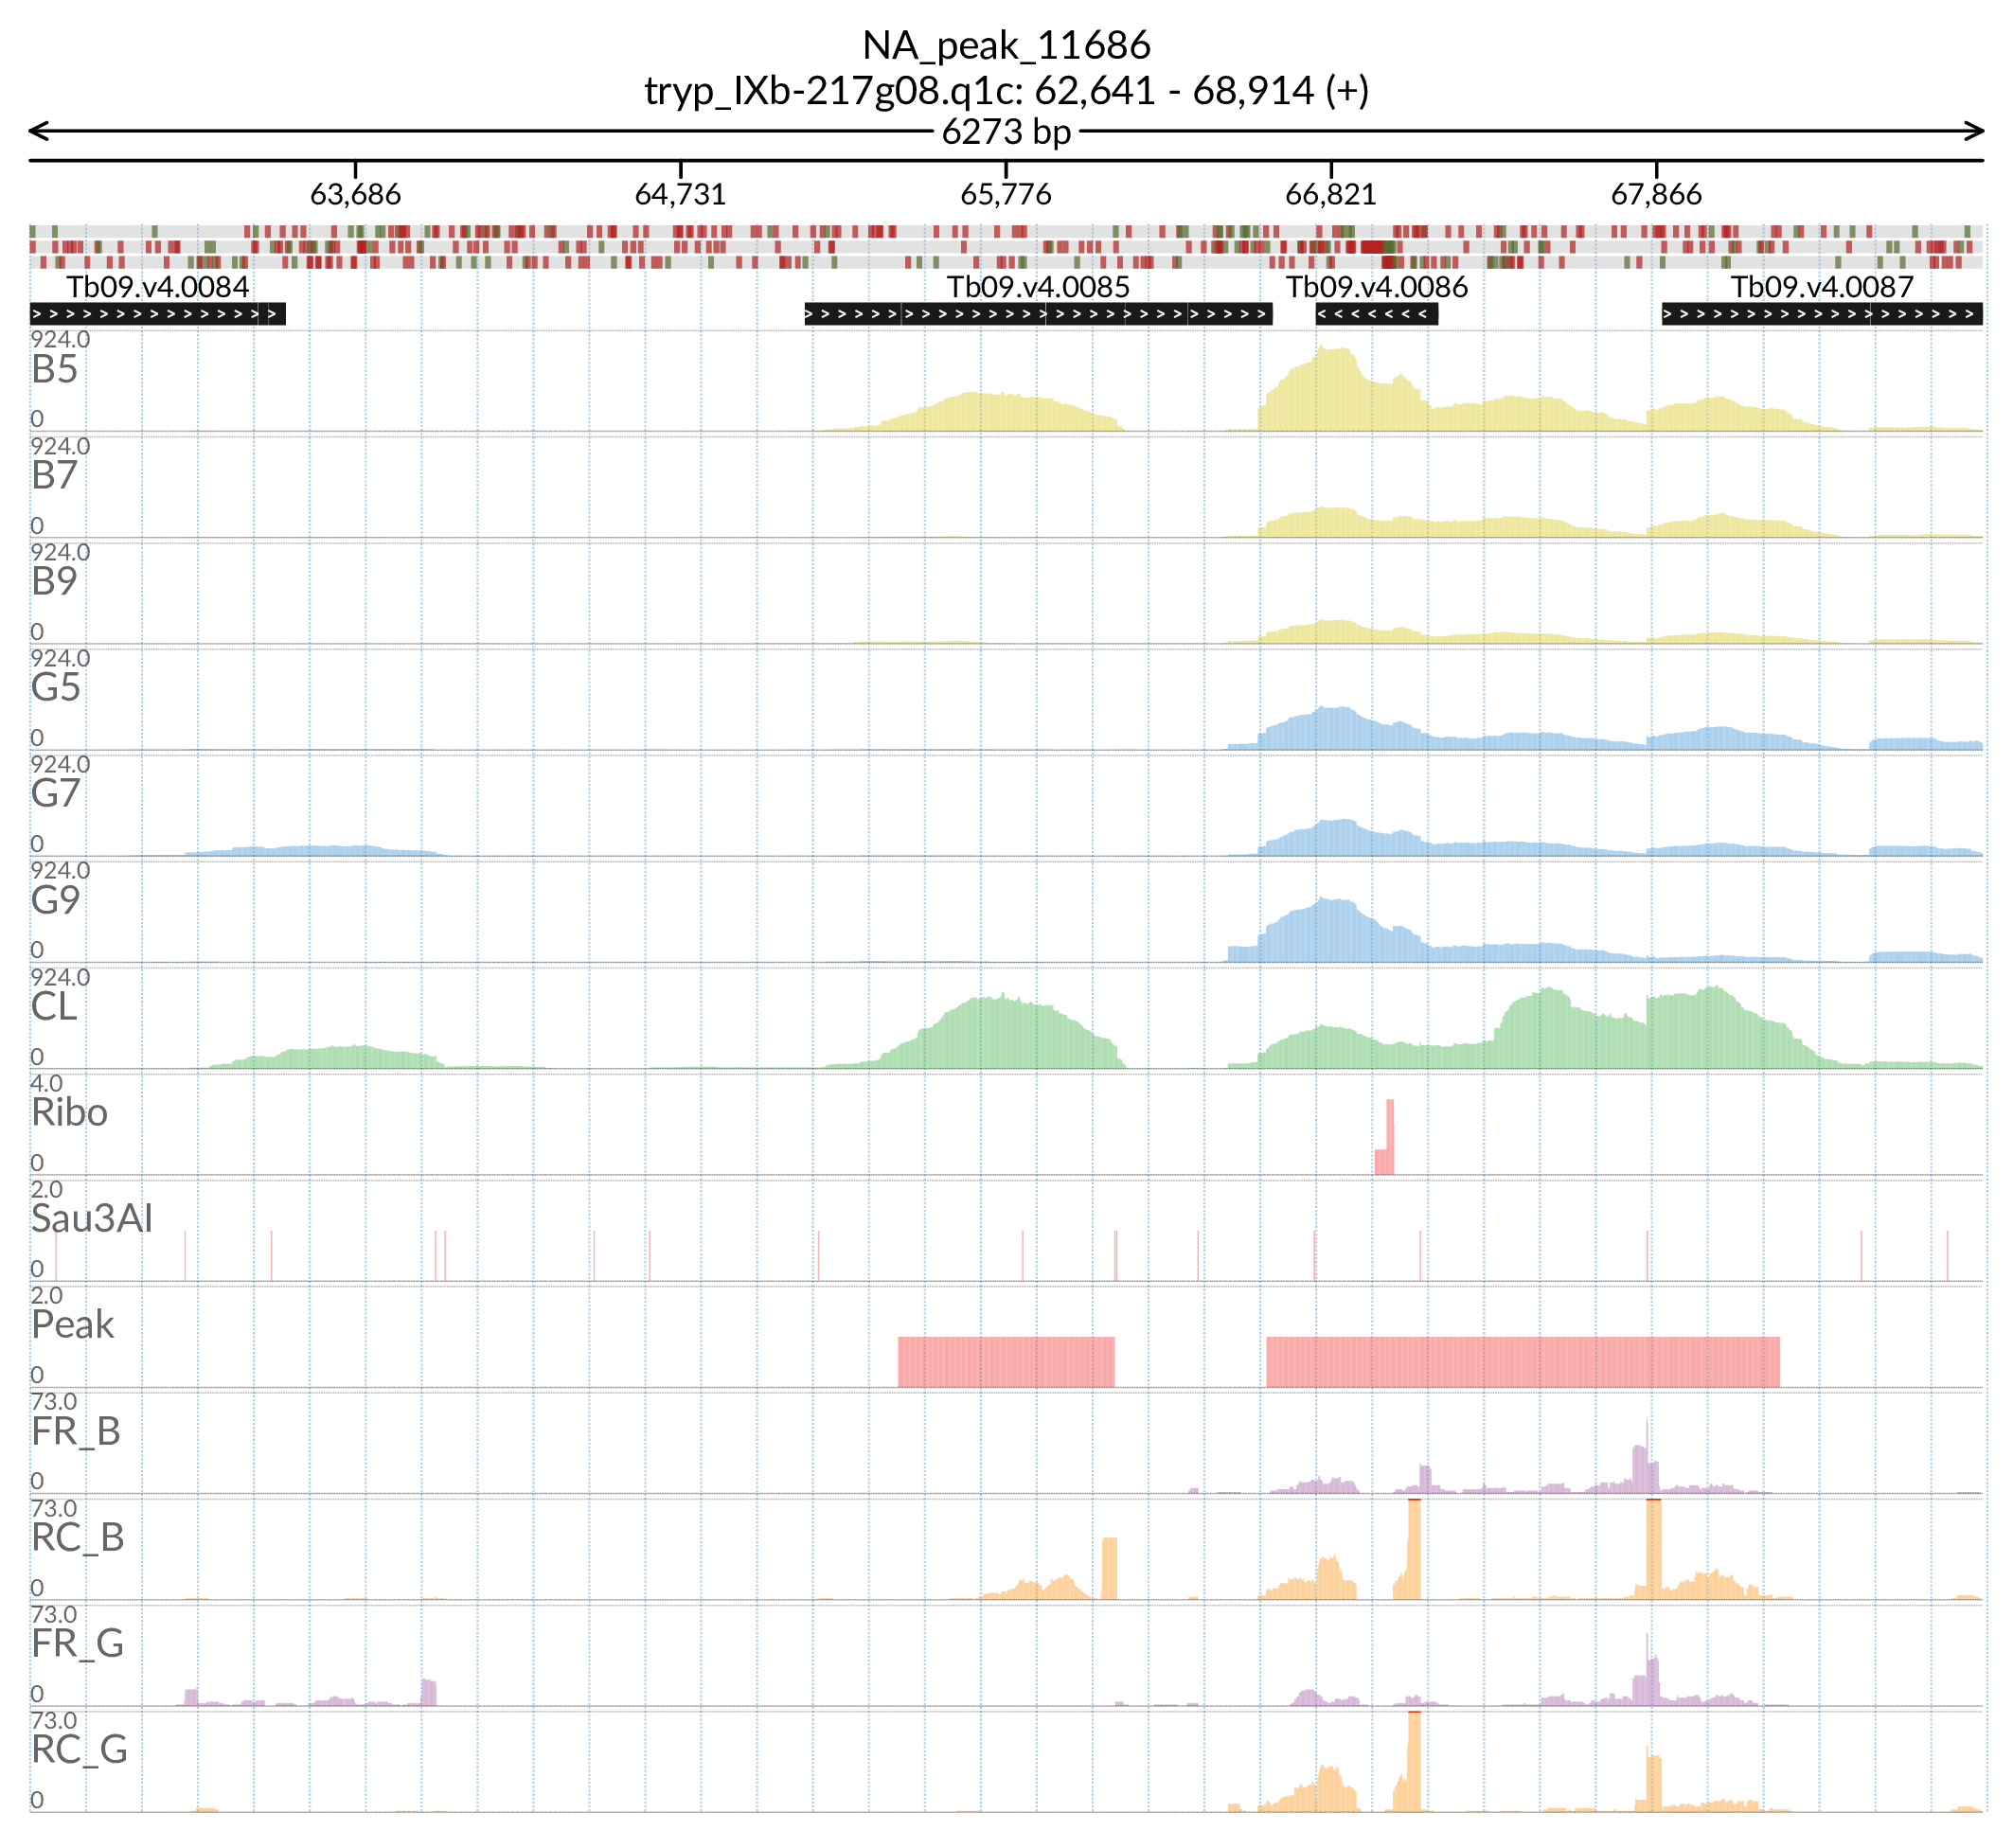 NA_peak_11686
tryp_IXb-217g08.q1c: 62,641 - 68,914 (+)
6273 bp
63,686 64,731 65,776 66,821 67,866
Tb09.v4.0084 Tb09.v4.0085 Tb09.v4.0086 Tb09.v4.0087
924.0
B5
0
924.0
B7
0
924.0
B9
0
924.0
G5
0
924.0
G7
0
924.0
G9
0
924.0
CL
0
4.0
Ribo
0
2.0
Sau3AI
0
2.0
Peak
0
73.0
FR_B
0
73.0
RC_B
0
73.0
FR_G
0
73.0
RC_G
0